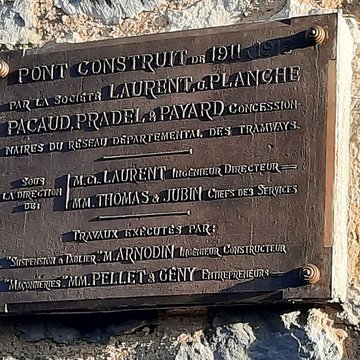 PONT CONSTRUIT DE 1911 A 1912
PAR LA SOCIÉTÉ LAURENT, G. PLANCHE
PACAUD, PRADEL & PAYARD CONCESSION-
NAIRES DU RÉSEAU DÉPARTEMENTAL DES TRAMWAYS.
SOUS
LA DIRECTION
DE:
M. CL. LAURENT INGÉNIEUR DIRECTEUR
MM. THOMAS & JUBIN CHEFS DES SERVICES
TRAVAUX EXÉCUTÉS PAR:
"SUSPENSION & TABLIER" M. ARNODIN INGÉNIEUR CONSTRUCTEUR
"MAÇONNERIES" MM. PELLET & GÉNY ENTREPRENEURS